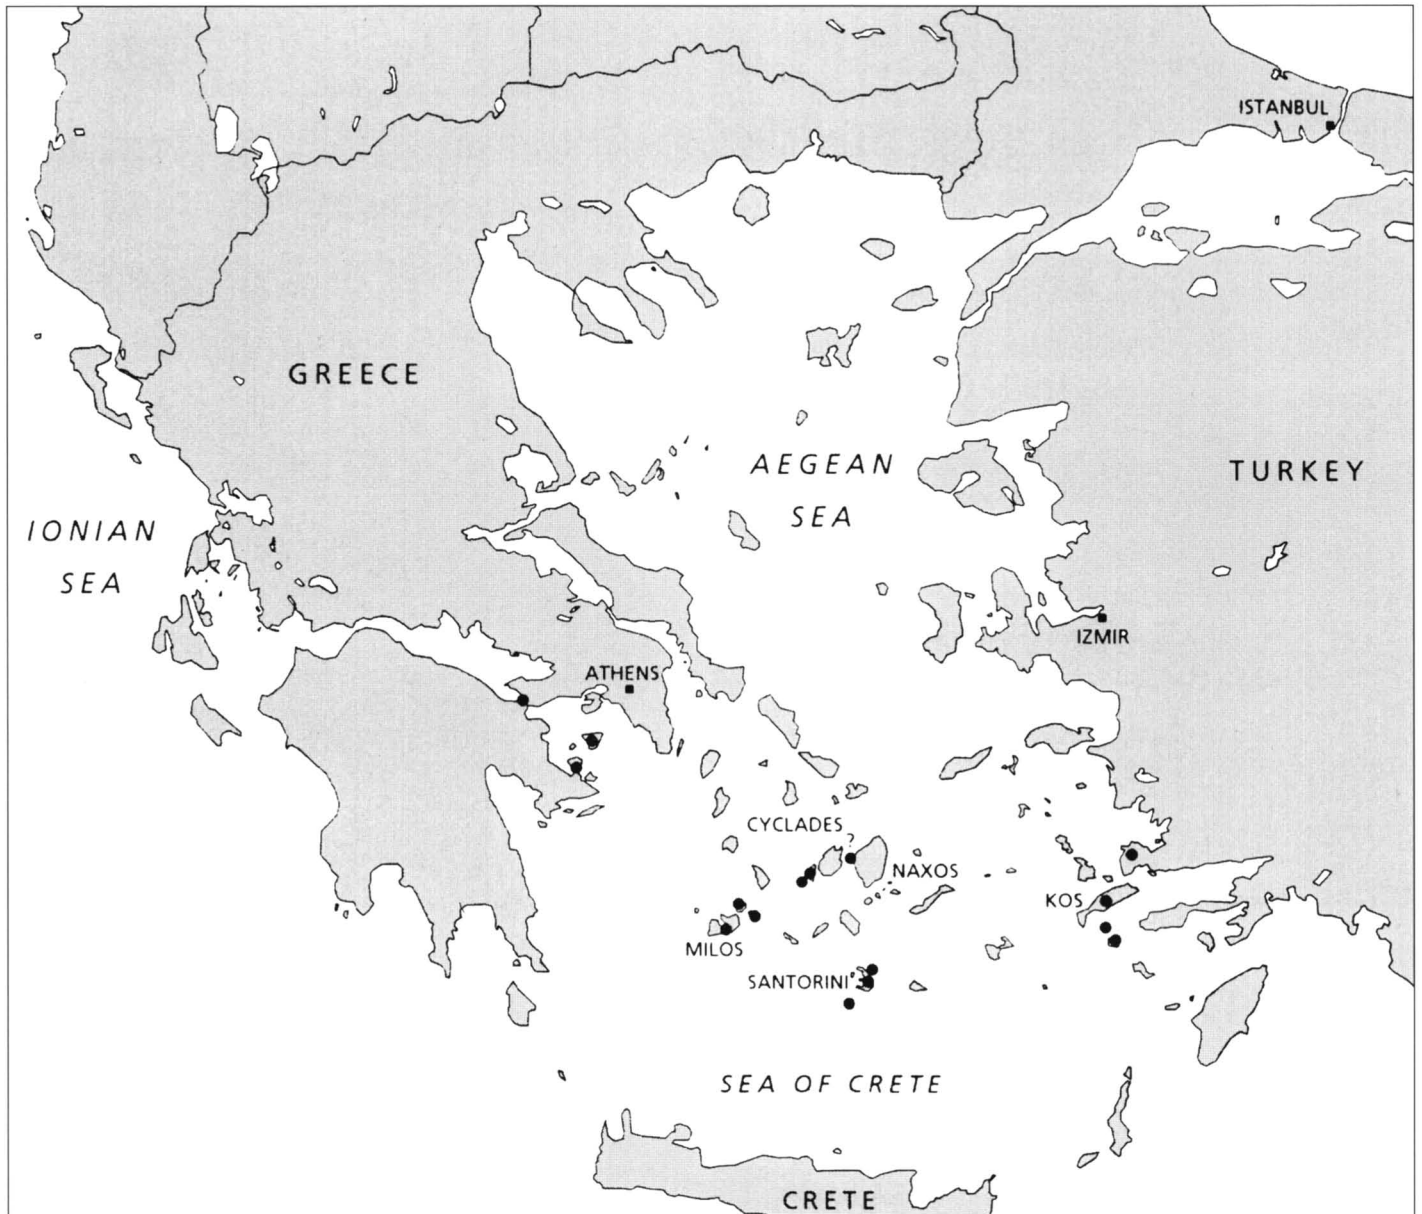 ISTANBUL
GREECE
AEGEAN
SEA
TURKEY
IONIAN
SEA
IZMIR
ATHENS
CYCLADES
?
NAXOS
KOS
MILOS
SANTORINI
SEA OF CRETE
CRETE